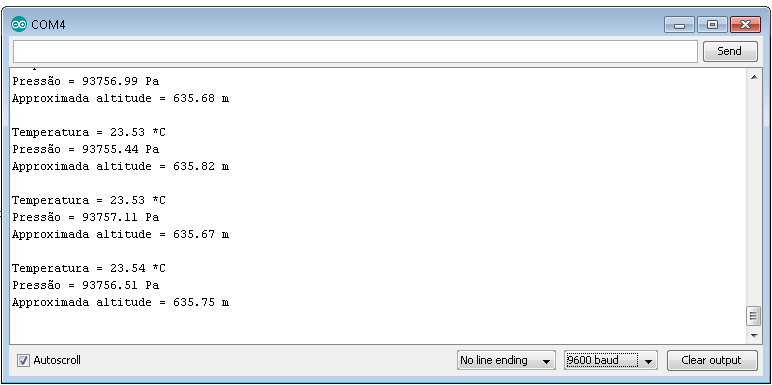 COM4
Send
Pressão = 93756.99 Pa
Approximada altitude = 635.68 m
Temperatura = 23.53 *C
Pressão = 93755.44 Pa
Approximada altitude = 635.82 m
Temperatura = 23.53 *C
Pressão = 93757.11 Pa
Approximada altitude = 635.67 m
Temperatura = 23.54 *C
Pressão = 93756.51 Pa
Approximada altitude = 635.75 m
Autoscroll
No line ending
9600 baud
Clear output